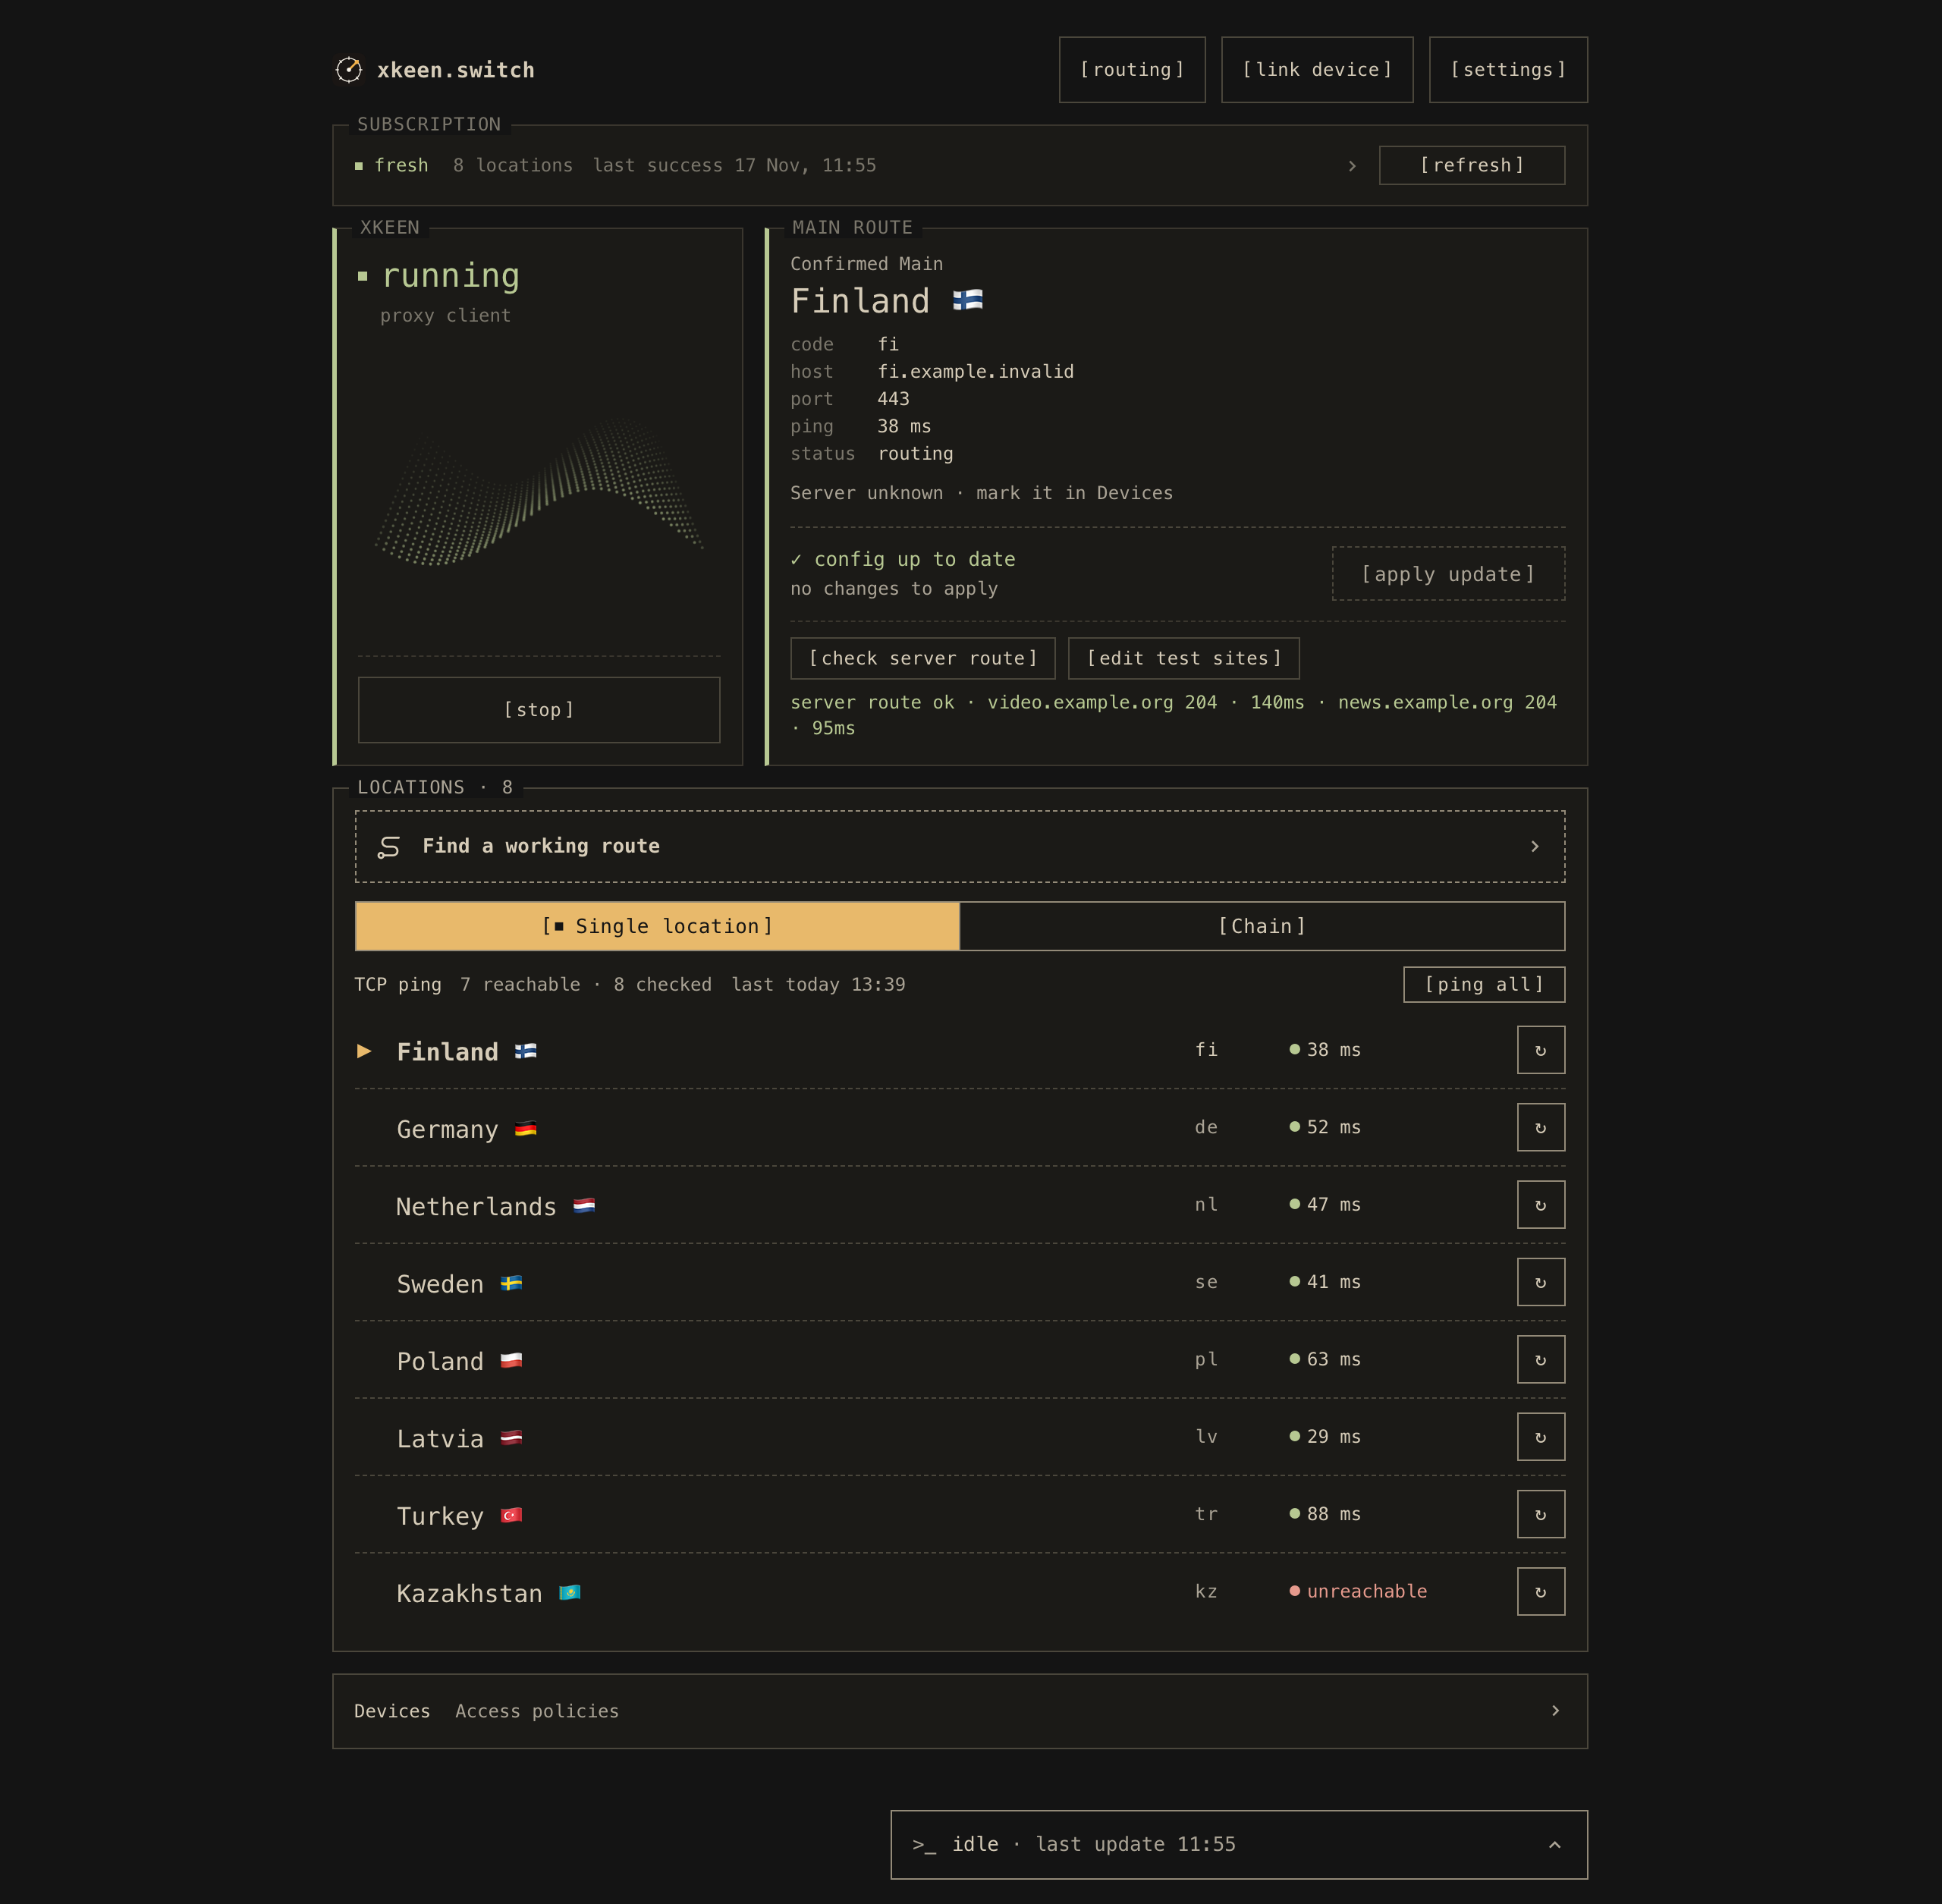 xkeen.switch
[routing] [link device] [settings]
SUBSCRIPTION
fresh 8 locations last success 17 Nov, 11:55 › [refresh]
XKEEN
running
proxy client
[stop]
MAIN ROUTE
Confirmed Main
Finland 🇫🇮
code fi
host fi.example.invalid
port 443
ping 38 ms
status routing
Server unknown · mark it in Devices
✓ config up to date
no changes to apply
[apply update]
[check server route] [edit test sites]
server route ok · video.example.org 204 · 140ms · news.example.org 204
· 95ms
LOCATIONS · 8
Find a working route ›
[▪ Single location] [Chain]
TCP ping 7 reachable · 8 checked last today 13:39 [ping all]
▶ Finland 🇫🇮 fi ● 38 ms ↻
Germany 🇩🇪 de ● 52 ms ↻
Netherlands 🇳🇱 nl ● 47 ms ↻
Sweden 🇸🇪 se ● 41 ms ↻
Poland 🇵🇱 pl ● 63 ms ↻
Latvia 🇱🇻 lv ● 29 ms ↻
Turkey 🇹🇷 tr ● 88 ms ↻
Kazakhstan 🇰🇿 kz ● unreachable ↻
Devices Access policies ›
>_ idle · last update 11:55